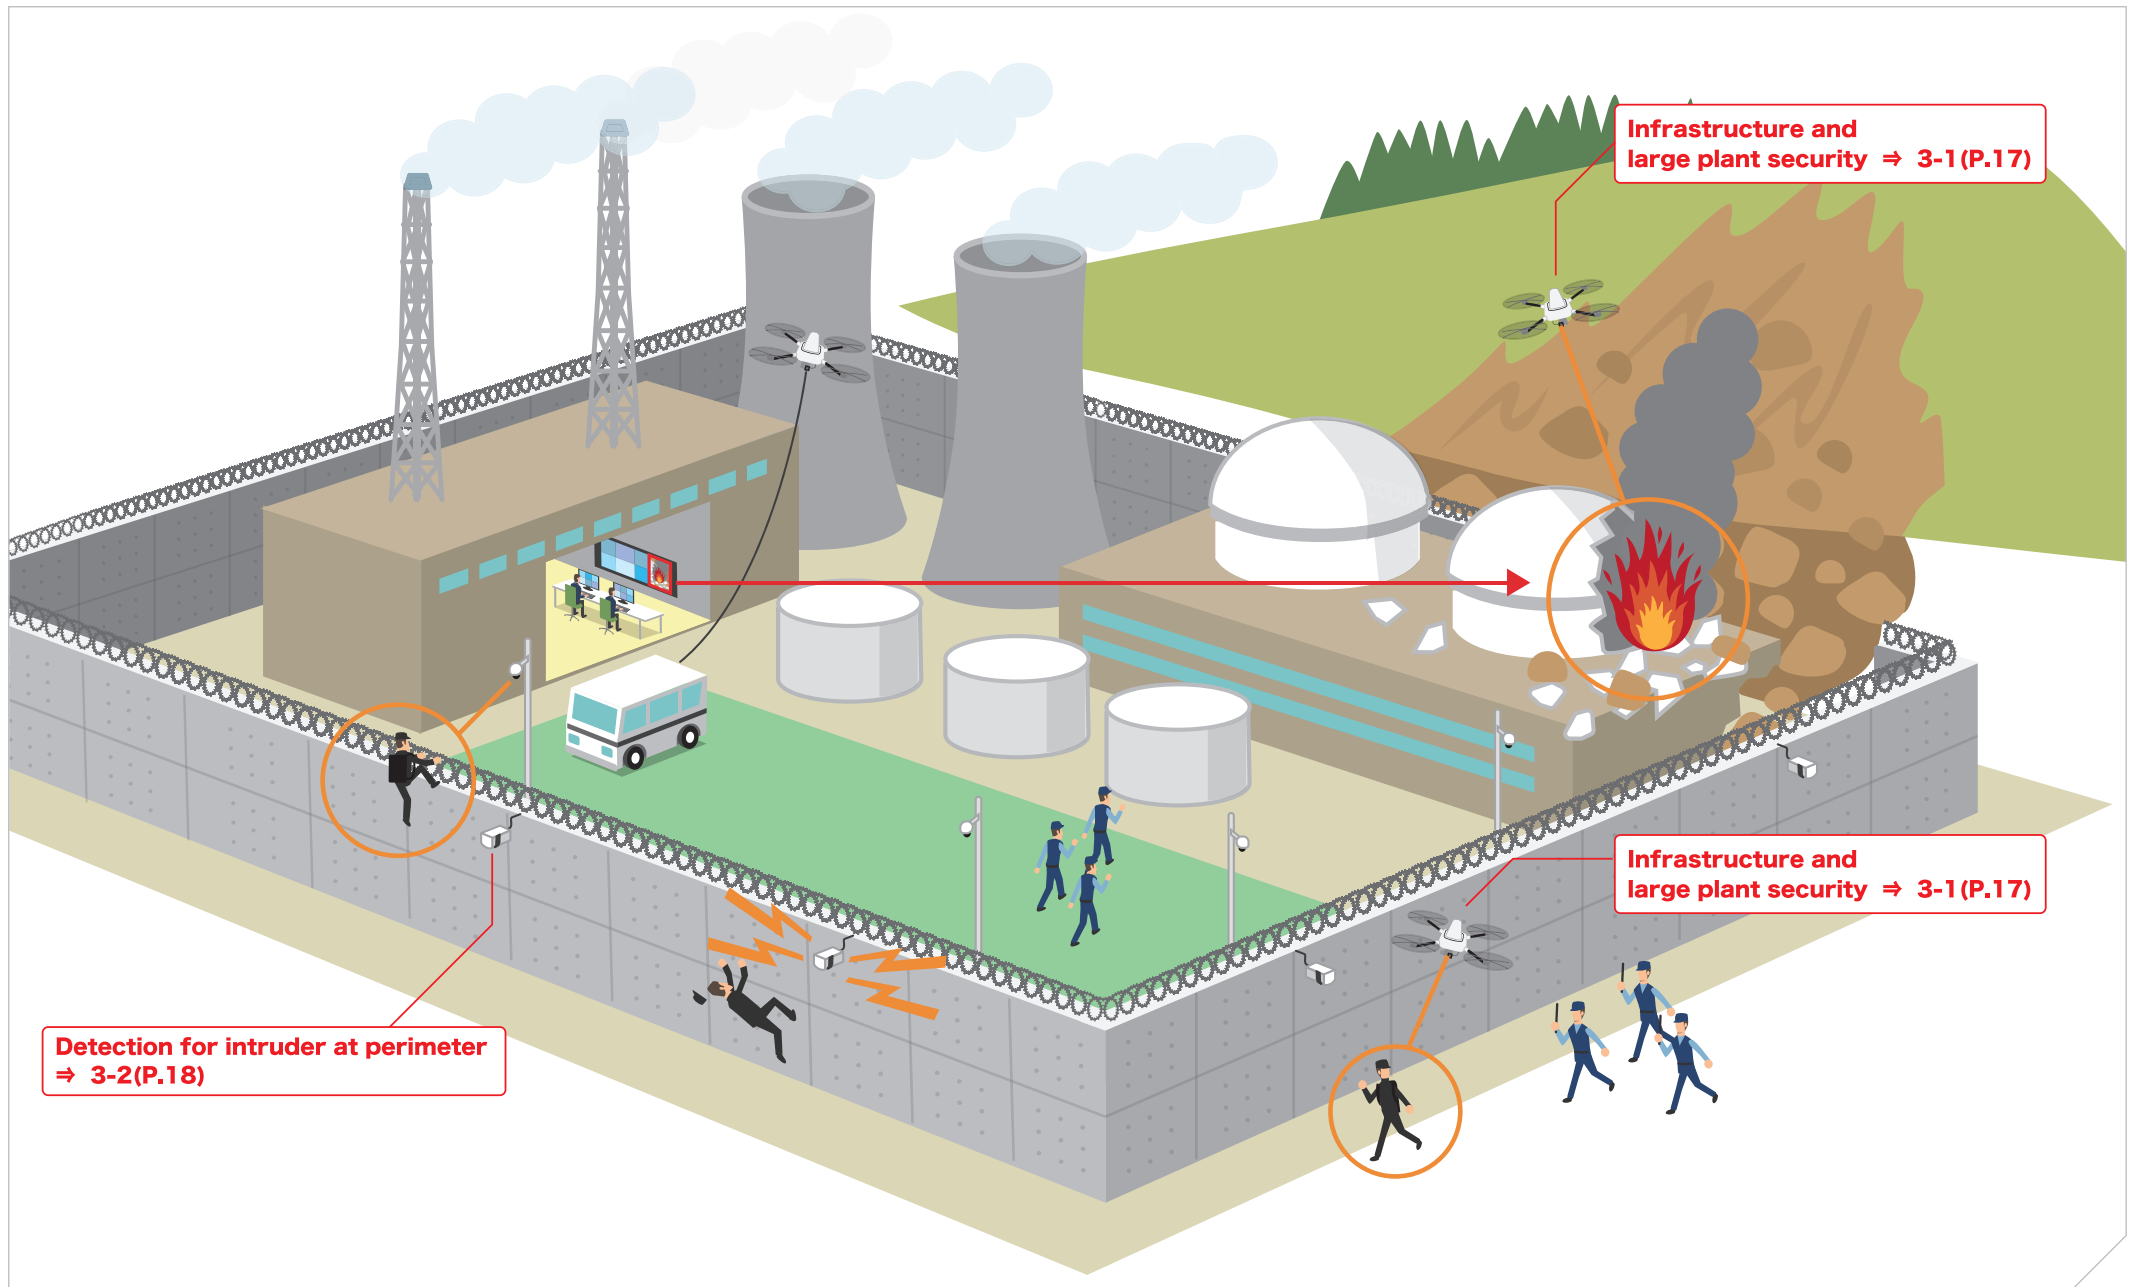 Infrastructure and
large plant security ⇒ 3-1(P.17)
Infrastructure and
large plant security ⇒ 3-1(P.17)
Detection for intruder at perimeter
⇒ 3-2(P.18)